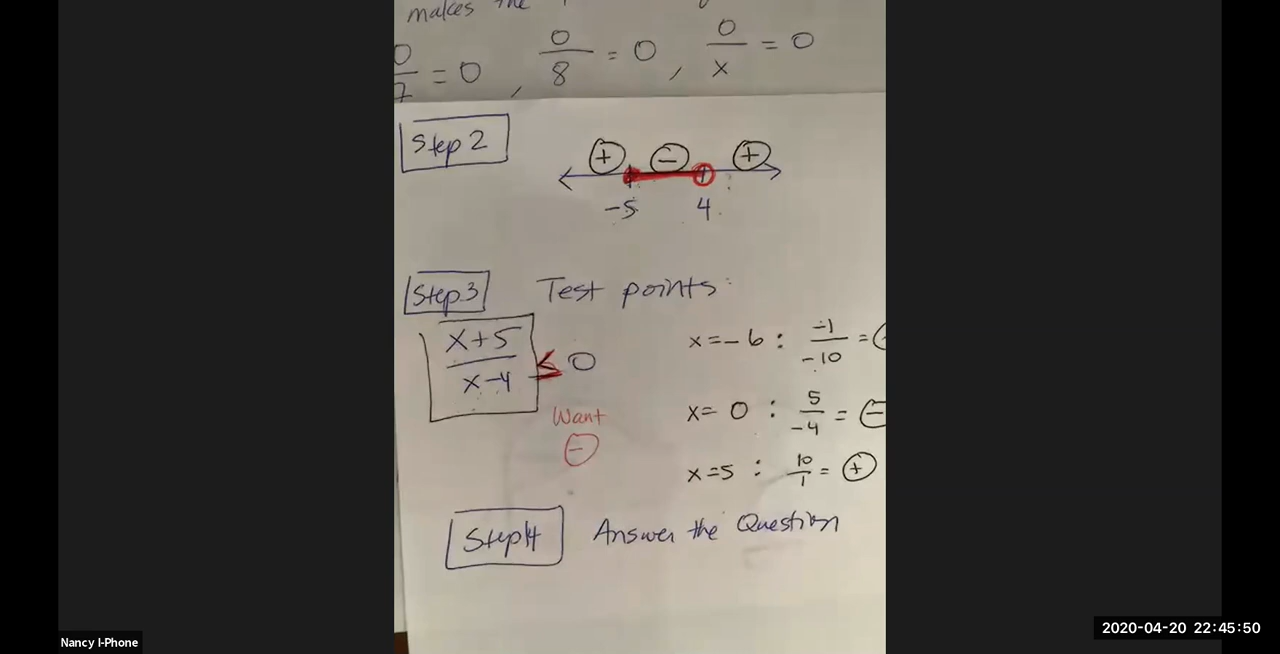 makes the
0/7 = 0 , 0/8 = 0 , 0/x = 0
Step 2
+ − +
-5 4
Step 3 Test points:
x+5/x-4 ≤ 0
Want
−
x=-6 : -1/-10 =
x= 0 : 5/-4 = −
x=5 : 10/1 = +
Step 4 Answer the Question
Nancy I-Phone
2020-04-20 22:45:50